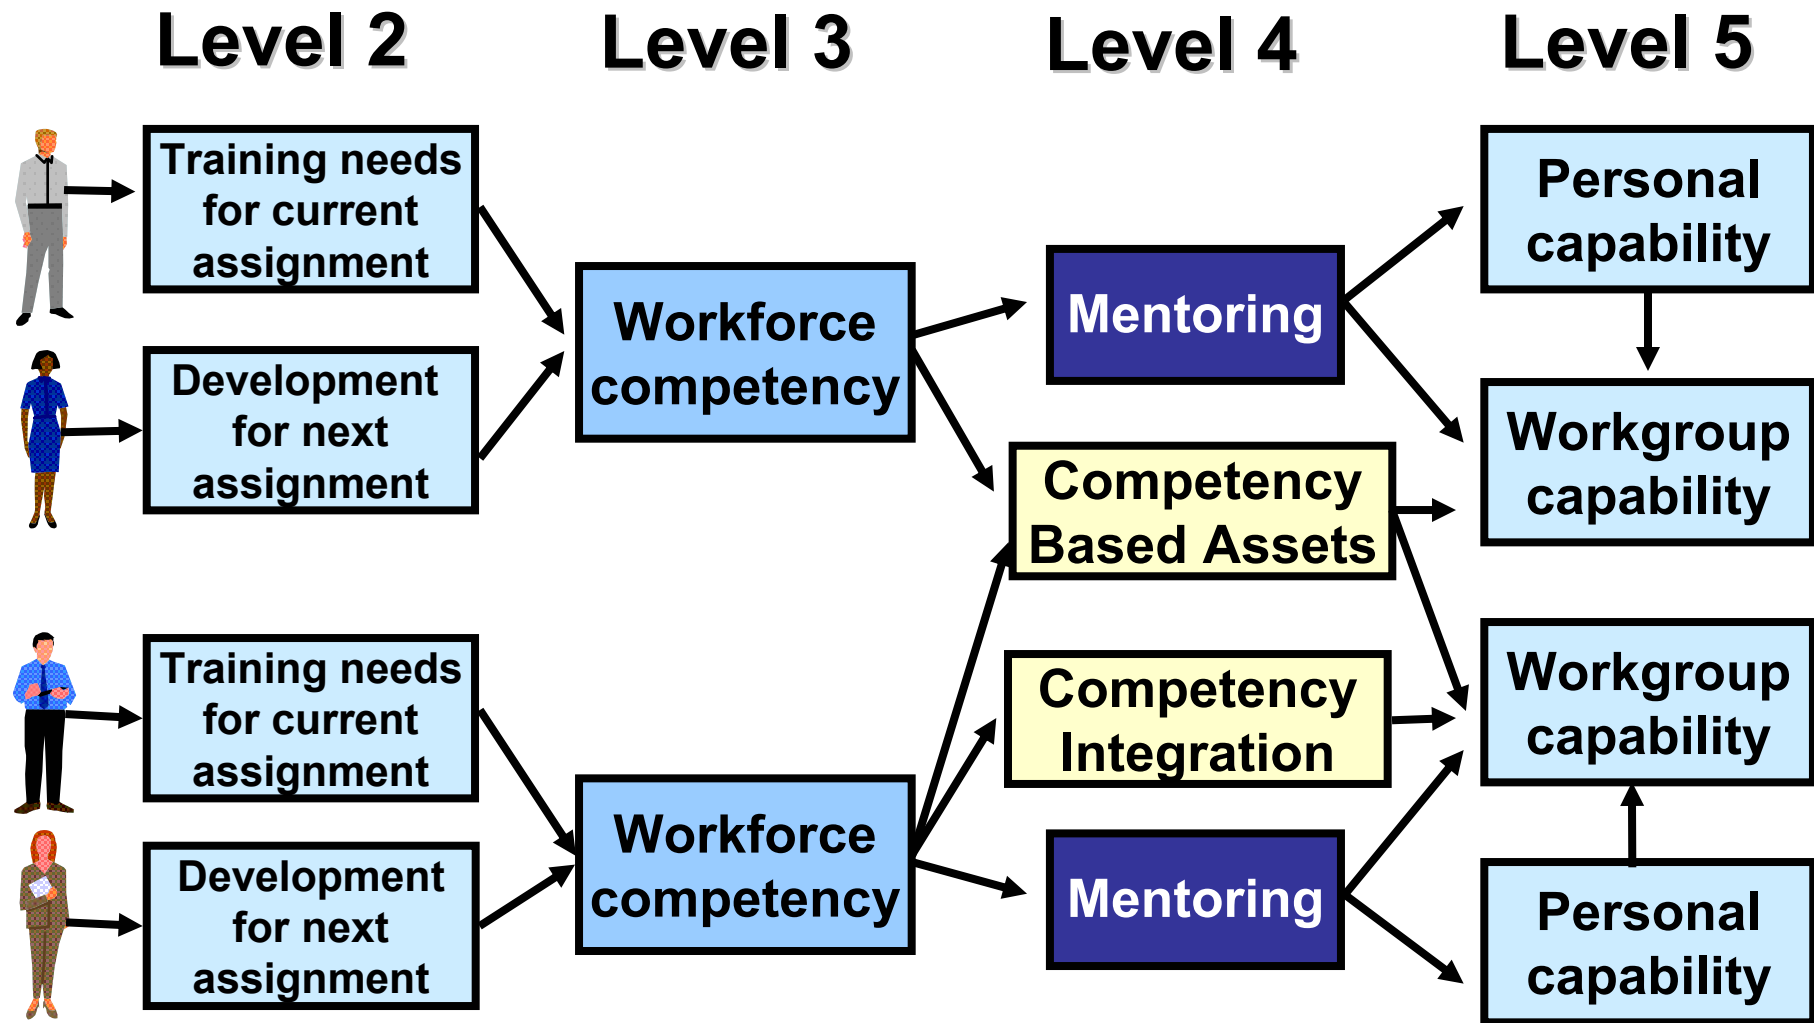 Level 2
Level 3
Level 4
Level 5
Training needs
for current
assignment
Development
for next
assignment
Training needs
for current
assignment
Development
for next
assignment
Workforce
competency
Workforce
competency
Mentoring
Competency
Based Assets
Competency
Integration
Mentoring
Personal
capability
Workgroup
capability
Workgroup
capability
Personal
capability